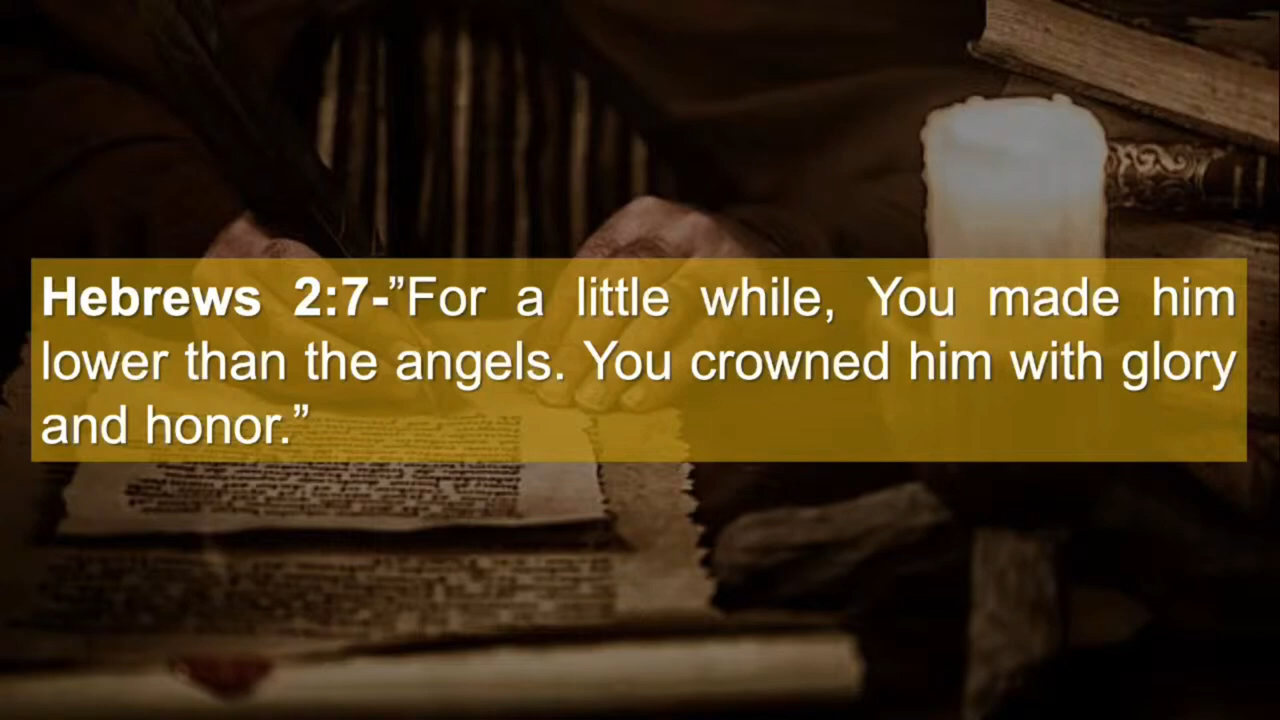 Hebrews 2:7-”For a little while, You made him
lower than the angels. You crowned him with glory
and honor.”